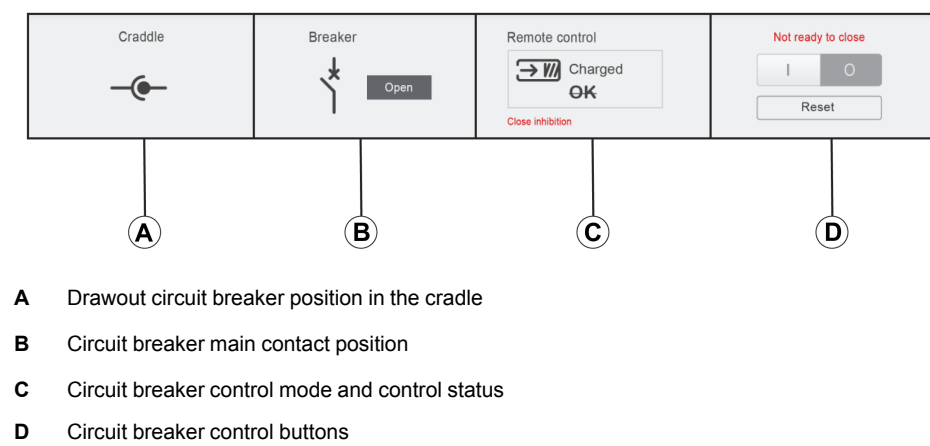 Craddle
Breaker
Open
Remote control
Charged
OK
Close inhibition
Not ready to close
I O
Reset
A B C D
A Drawout circuit breaker position in the cradle
B Circuit breaker main contact position
C Circuit breaker control mode and control status
D Circuit breaker control buttons